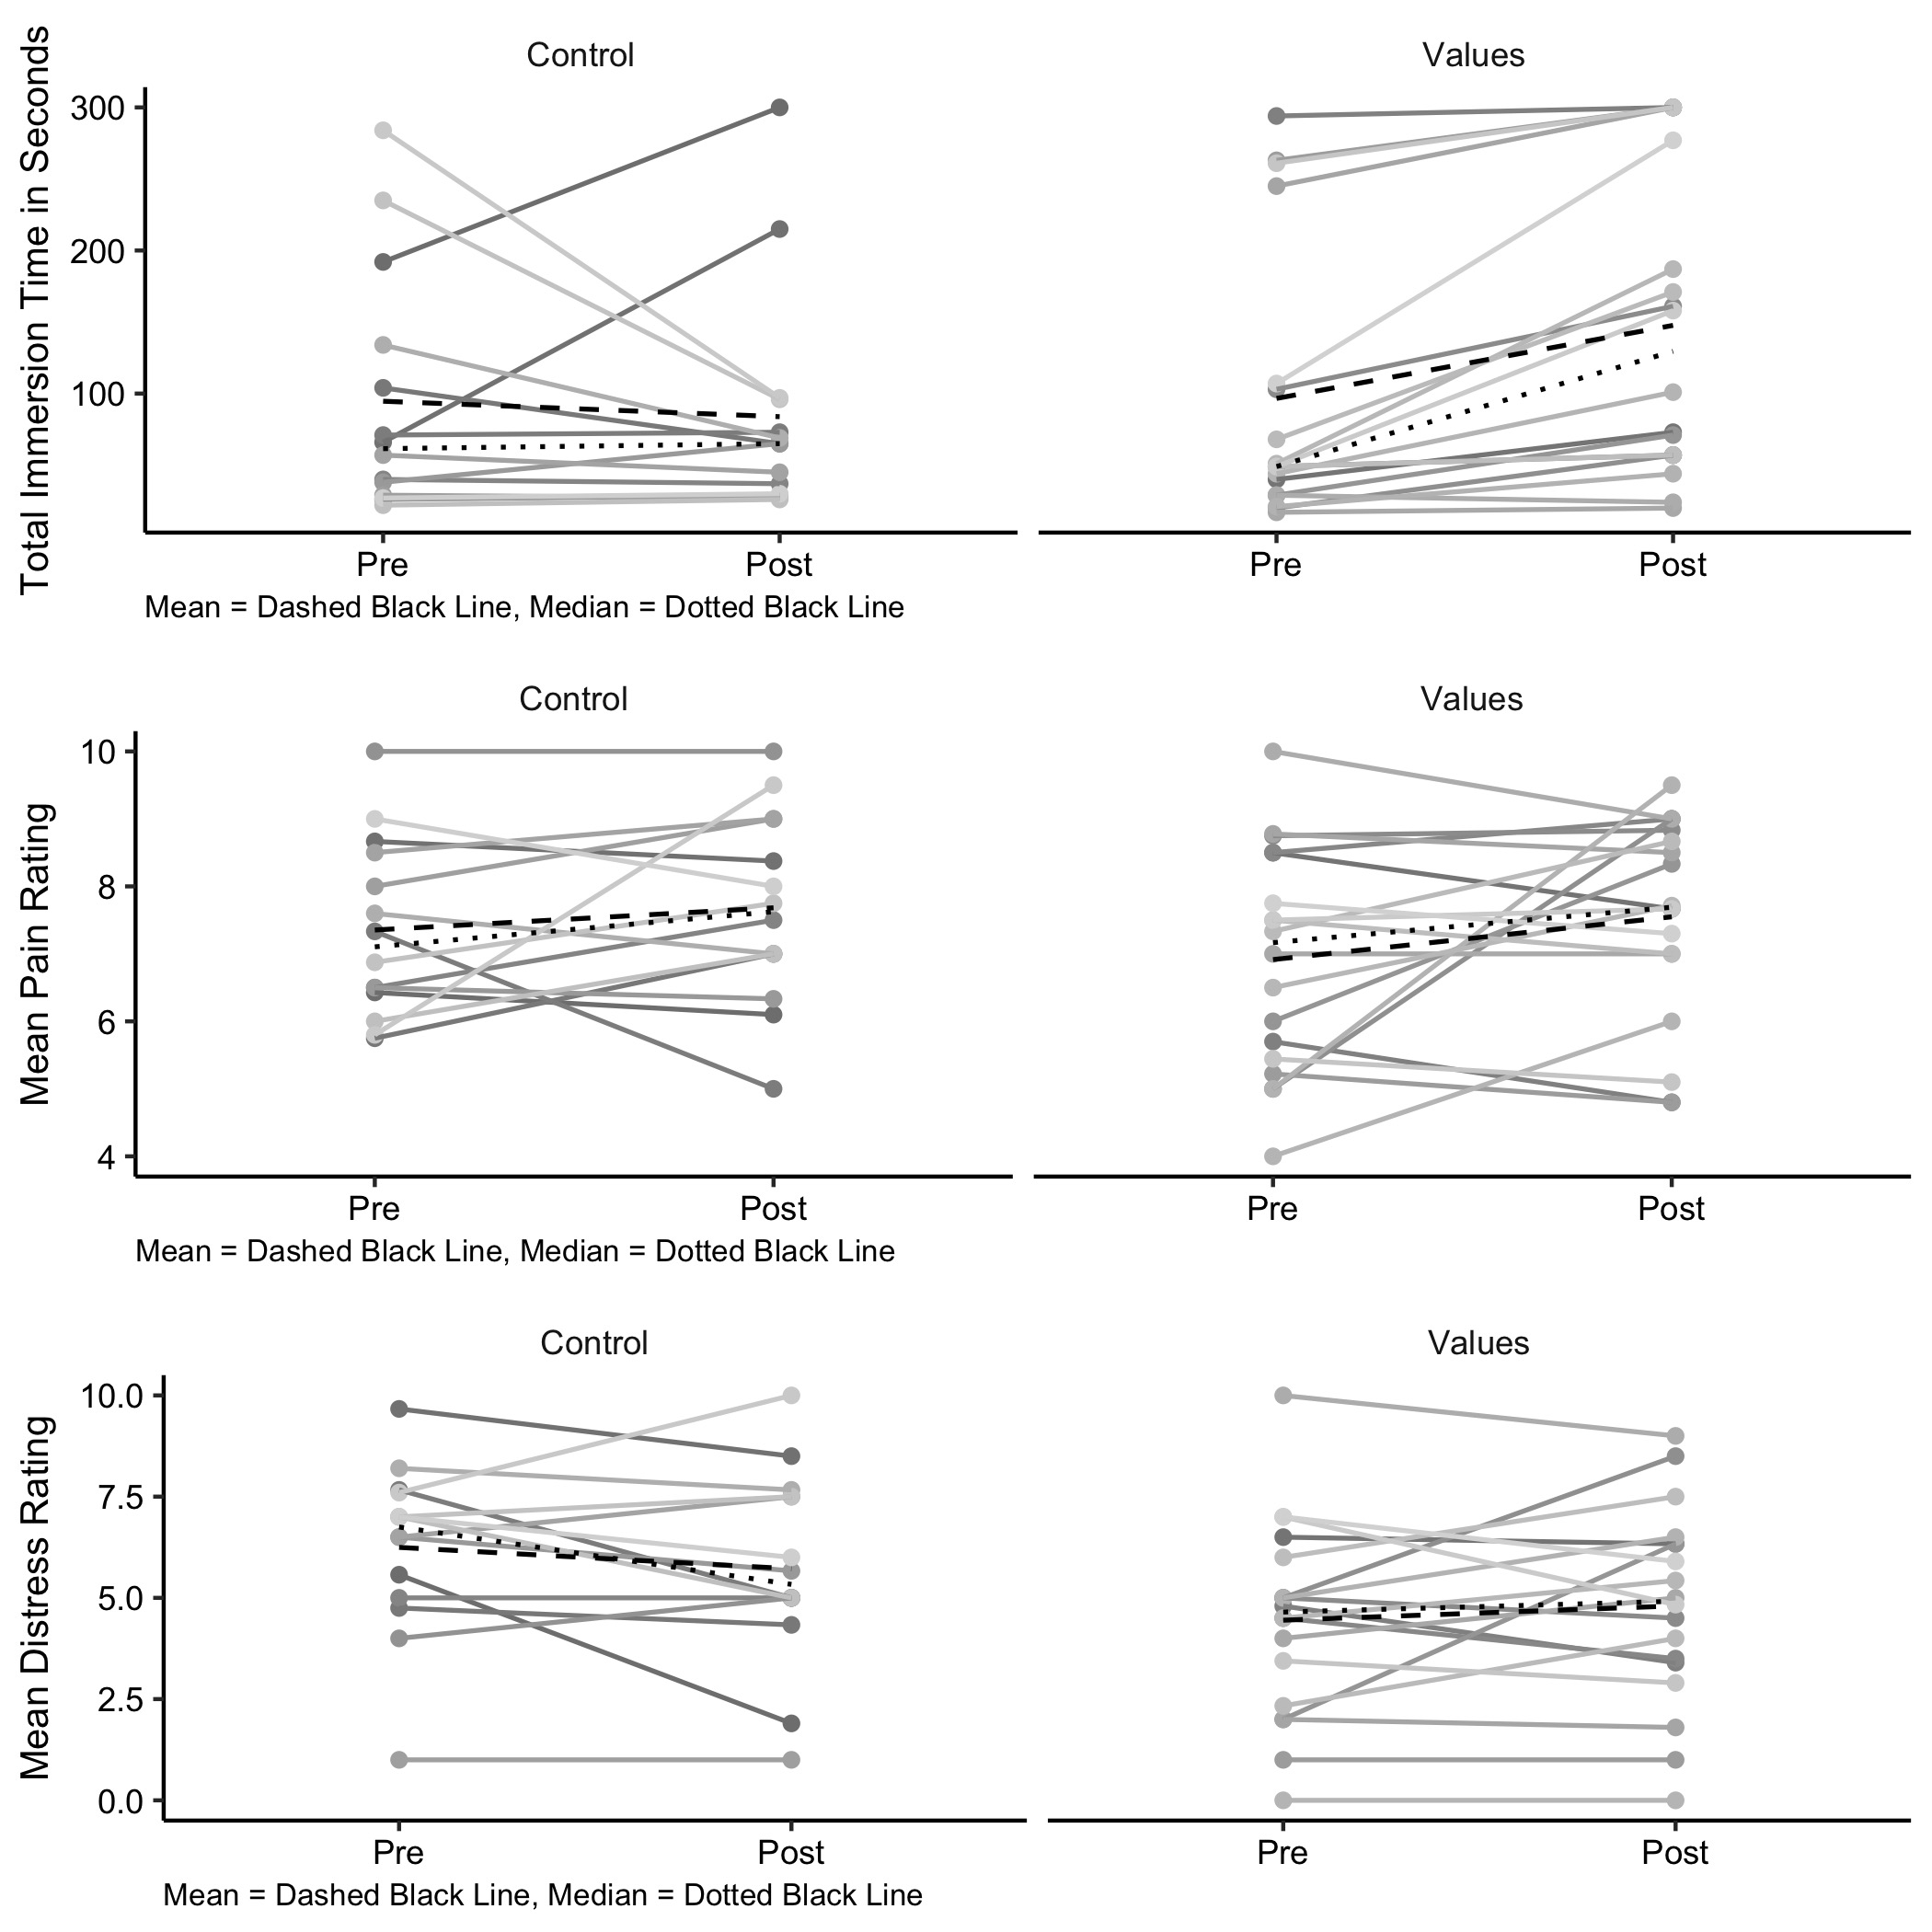 Total Immersion Time in Seconds
Control
Values
300
200
100
Pre
Post
Pre
Post
Mean = Dashed Black Line, Median = Dotted Black Line
Mean Pain Rating
Control
Values
10
8
6
4
Pre
Post
Pre
Post
Mean = Dashed Black Line, Median = Dotted Black Line
Mean Distress Rating
Control
Values
10.0
7.5
5.0
2.5
0.0
Pre
Post
Pre
Post
Mean = Dashed Black Line, Median = Dotted Black Line